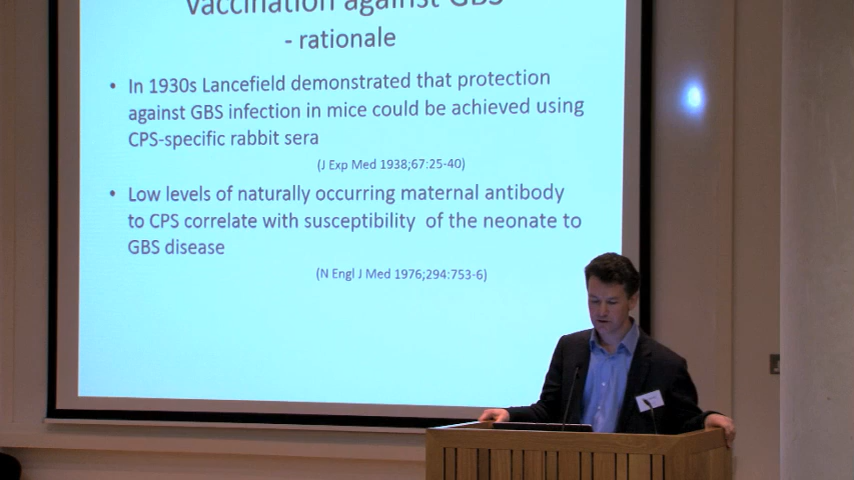 vaccination against GBS
- rationale
• In 1930s Lancefield demonstrated that protection
against GBS infection in mice could be achieved using
CPS-specific rabbit sera
(J Exp Med 1938;67:25-40)
• Low levels of naturally occurring maternal antibody
to CPS correlate with susceptibility of the neonate to
GBS disease
(N Engl J Med 1976;294:753-6)